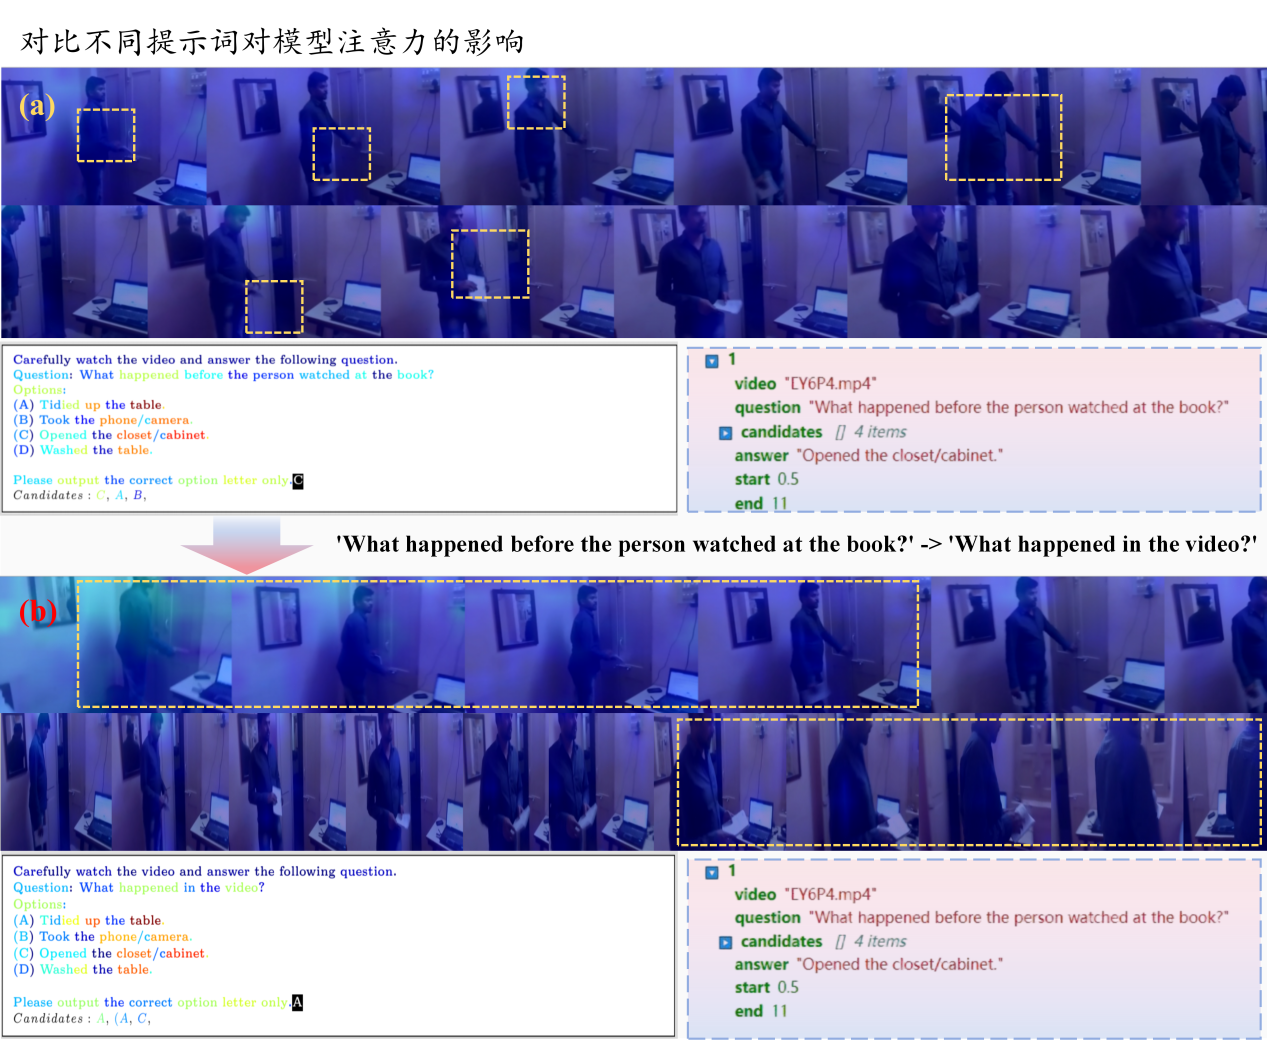 对比不同提示词对模型注意力的影响
(a)
Carefully watch the video and answer the following question.
Question: What happened before the person watched at the book?
Options:
(A) Tidied up the table.
(B) Took the phone/camera.
(C) Opened the closet/cabinet.
(D) Washed the table.
Please output the correct option letter only.C
Candidates : C, A, B,
1
video "EY6P4.mp4"
question "What happened before the person watched at the book?"
candidates [] 4 items
answer "Opened the closet/cabinet."
start 0.5
end 11
'What happened before the person watched at the book?' -> 'What happened in the video?'
(b)
Carefully watch the video and answer the following question.
Question: What happened in the video?
Options:
(A) Tidied up the table.
(B) Took the phone/camera.
(C) Opened the closet/cabinet.
(D) Washed the table.
Please output the correct option letter only.A
Candidates : A, (A, C,
1
video "EY6P4.mp4"
question "What happened before the person watched at the book?"
candidates [] 4 items
answer "Opened the closet/cabinet."
start 0.5
end 11